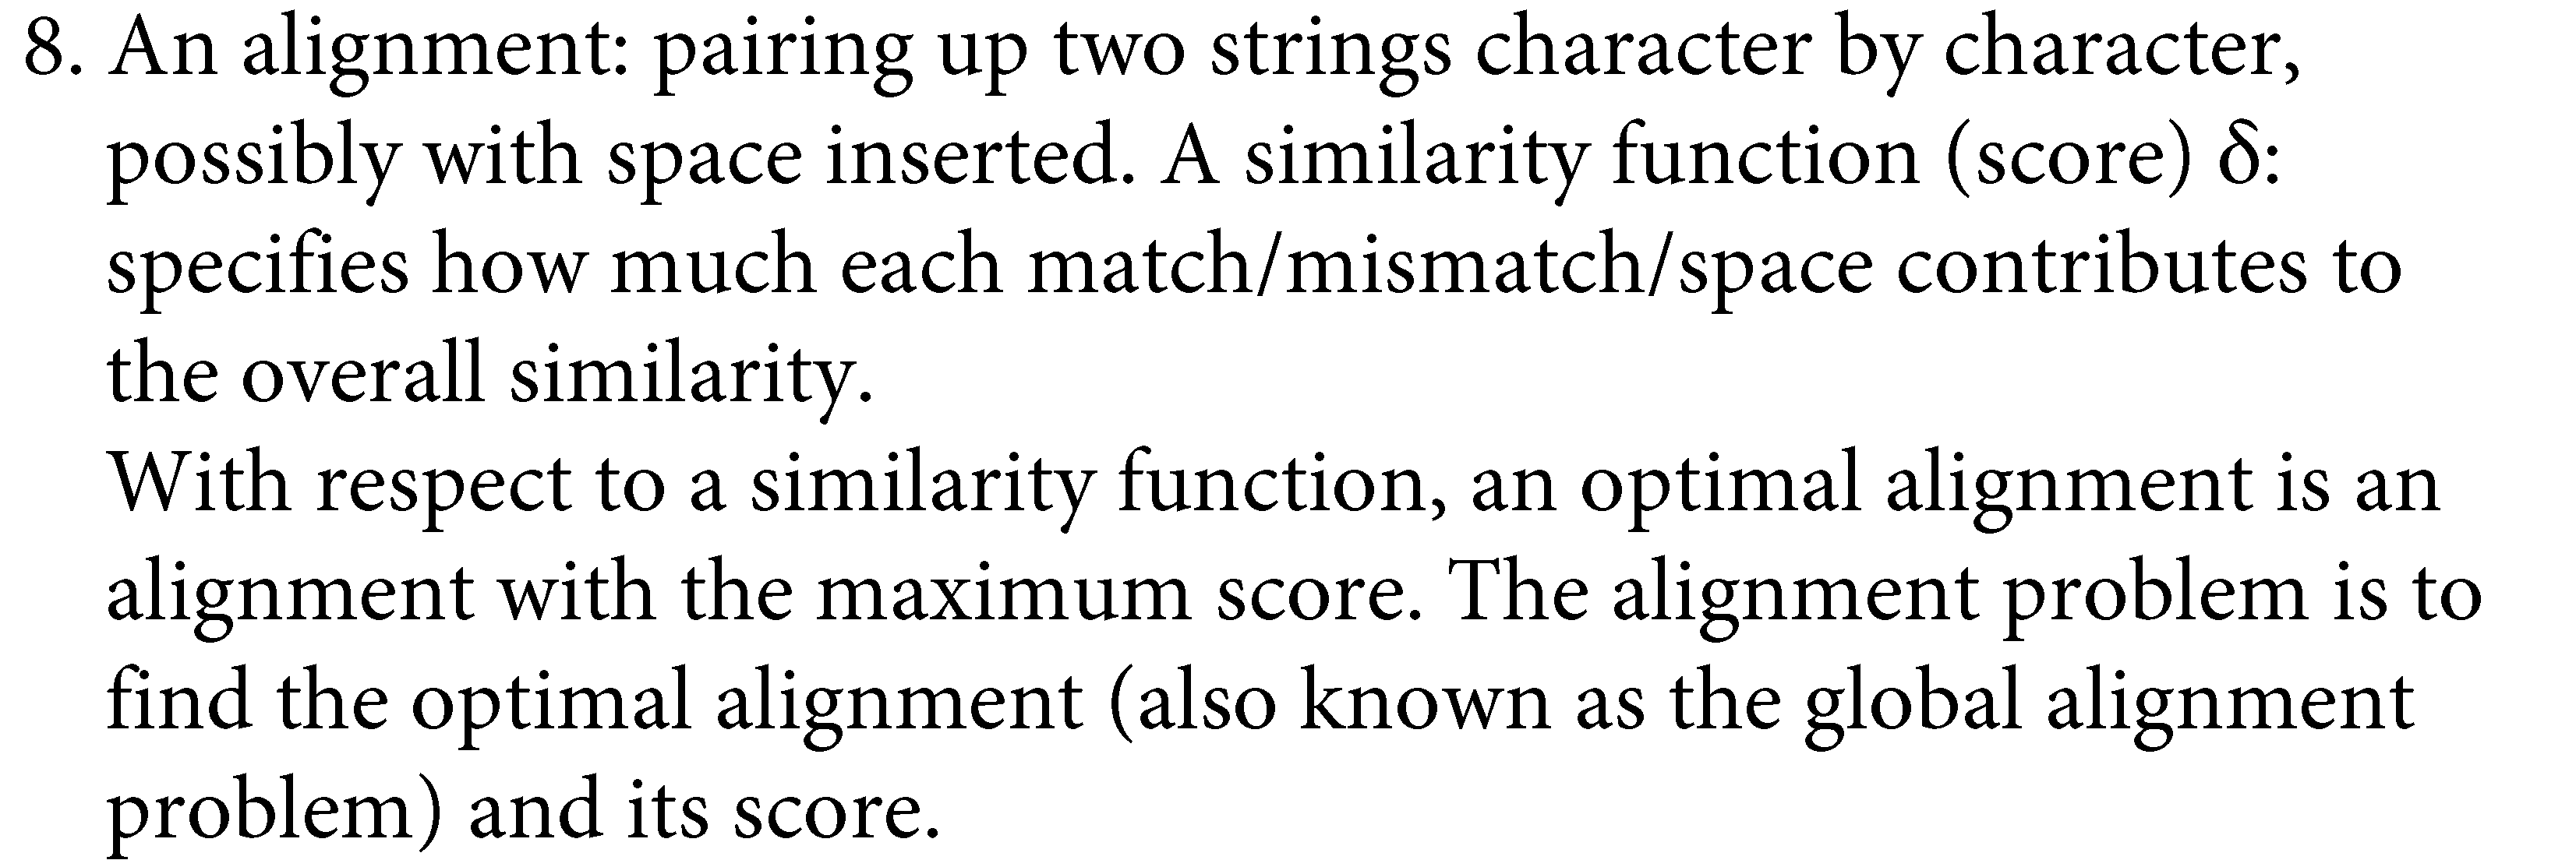 8. An alignment: pairing up two strings character by character,
possibly with space inserted. A similarity function (score) δ:
specifies how much each match/mismatch/space contributes to
the overall similarity.
With respect to a similarity function, an optimal alignment is an
alignment with the maximum score. The alignment problem is to
find the optimal alignment (also known as the global alignment
problem) and its score.